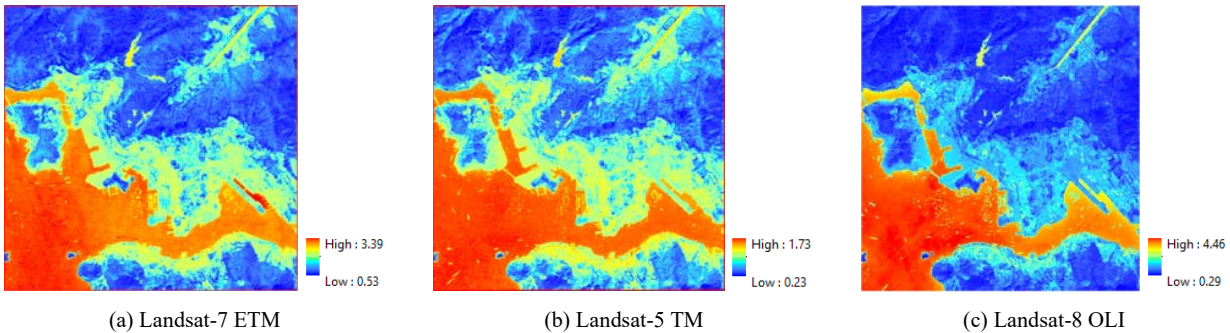 High : 3.39
Low : 0.53
(a) Landsat-7 ETM
High : 1.73
Low : 0.23
(b) Landsat-5 TM
High : 4.46
Low : 0.29
(c) Landsat-8 OLI